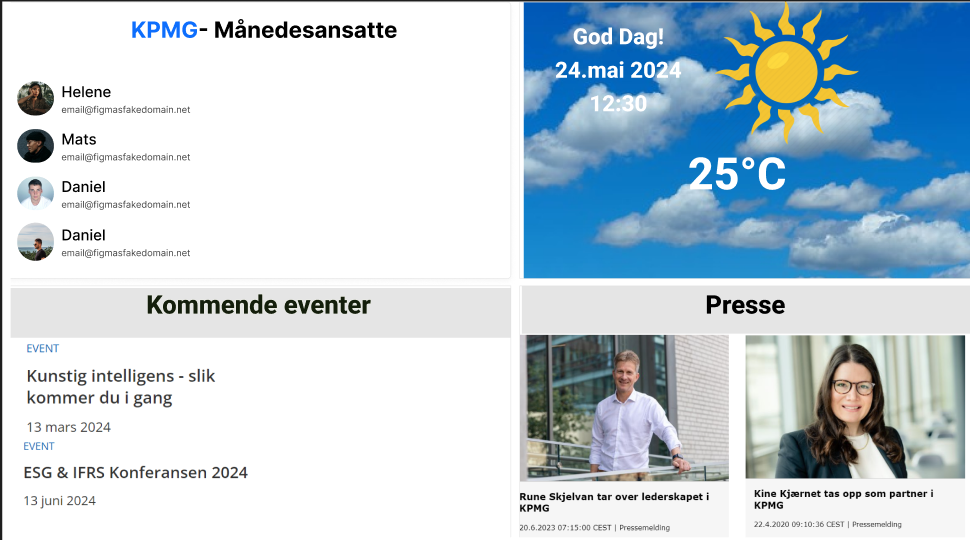 KPMG- Månedesansatte
Helene
email@figmasfakedomain.net
Mats
email@figmasfakedomain.net
Daniel
email@figmasfakedomain.net
Daniel
email@figmasfakedomain.net
God Dag!
24.mai 2024
12:30
25°C
Kommende eventer
EVENT
Kunstig intelligens - slik
kommer du i gang
13 mars 2024
EVENT
ESG & IFRS Konferansen 2024
13 juni 2024
Presse
Rune Skjelvan tar over lederskapet i
KPMG
20.6.2023 07:15:00 CEST | Pressemelding
Kine Kjærnet tas opp som partner i
KPMG
22.4.2020 09:10:36 CEST | Pressemelding